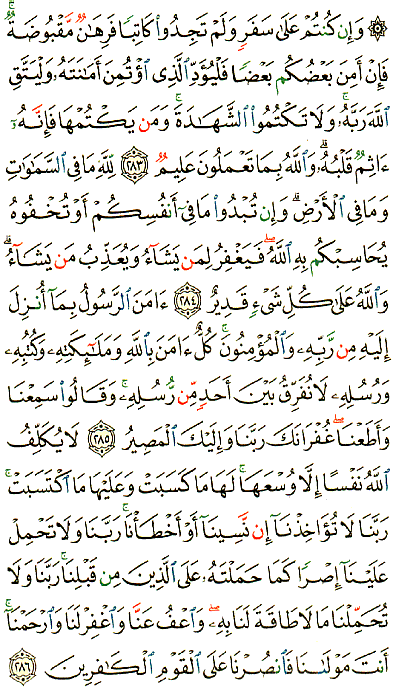 ۞ وَإِن كُنتُمْ عَلَىٰ سَفَرٍ وَلَمْ تَجِدُوا۟ كَاتِبًا فَرِهَـٰنٌ مَّقْبُوضَةٌ ۖ
فَإِنْ أَمِنَ بَعْضُكُم بَعْضًا فَلْيُؤَدِّ ٱلَّذِى ٱؤْتُمِنَ أَمَـٰنَتَهُۥ وَلْيَتَّقِ
ٱللَّهَ رَبَّهُۥ ۗ وَلَا تَكْتُمُوا۟ ٱلشَّهَـٰدَةَ ۚ وَمَن يَكْتُمْهَا فَإِنَّهُۥٓ
ءَاثِمٌ قَلْبُهُۥ ۗ وَٱللَّهُ بِمَا تَعْمَلُونَ عَلِيمٌ ﴿٢٨٣﴾ لِّلَّهِ مَا فِى ٱلسَّمَـٰوَٰتِ
وَمَا فِى ٱلْأَرْضِ ۗ وَإِن تُبْدُوا۟ مَا فِىٓ أَنفُسِكُمْ أَوْ تُخْفُوهُ
يُحَاسِبْكُم بِهِ ٱللَّهُ ۖ فَيَغْفِرُ لِمَن يَشَآءُ وَيُعَذِّبُ مَن يَشَآءُ ۗ
وَٱللَّهُ عَلَىٰ كُلِّ شَىْءٍ قَدِيرٌ ﴿٢٨٤﴾ ءَامَنَ ٱلرَّسُولُ بِمَآ أُنزِلَ
إِلَيْهِ مِن رَّبِّهِۦ وَٱلْمُؤْمِنُونَ ۚ كُلٌّ ءَامَنَ بِٱللَّهِ وَمَلَـٰٓئِكَتِهِۦ وَكُتُبِهِۦ
وَرُسُلِهِۦ لَا نُفَرِّقُ بَيْنَ أَحَدٍ مِّن رُّسُلِهِۦ ۚ وَقَالُوا۟ سَمِعْنَا
وَأَطَعْنَا ۖ غُفْرَانَكَ رَبَّنَا وَإِلَيْكَ ٱلْمَصِيرُ ﴿٢٨٥﴾ لَا يُكَلِّفُ
ٱللَّهُ نَفْسًا إِلَّا وُسْعَهَا ۚ لَهَا مَا كَسَبَتْ وَعَلَيْهَا مَا ٱكْتَسَبَتْ ۗ
رَبَّنَا لَا تُؤَاخِذْنَآ إِن نَّسِينَآ أَوْ أَخْطَأْنَا ۚ رَبَّنَا وَلَا تَحْمِلْ
عَلَيْنَآ إِصْرًا كَمَا حَمَلْتَهُۥ عَلَى ٱلَّذِينَ مِن قَبْلِنَا ۚ رَبَّنَا وَلَا
تُحَمِّلْنَا مَا لَا طَاقَةَ لَنَا بِهِۦ ۖ وَٱعْفُ عَنَّا وَٱغْفِرْ لَنَا وَٱرْحَمْنَآ ۚ
أَنتَ مَوْلَىٰنَا فَٱنصُرْنَا عَلَى ٱلْقَوْمِ ٱلْكَـٰفِرِينَ ﴿٢٨٦﴾